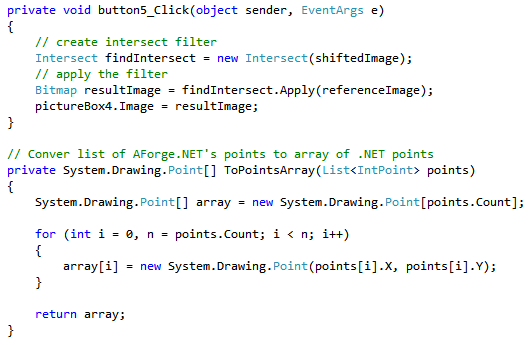 private void button5_Click(object sender, EventArgs e)
{
// create intersect filter
Intersect findIntersect = new Intersect(shiftedImage);
// apply the filter
Bitmap resultImage = findIntersect.Apply(referenceImage);
pictureBox4.Image = resultImage;
}
// Conver list of AForge.NET's points to array of .NET points
private System.Drawing.Point[] ToPointsArray(List<IntPoint> points)
{
System.Drawing.Point[] array = new System.Drawing.Point[points.Count];
for (int i = 0, n = points.Count; i < n; i++)
{
array[i] = new System.Drawing.Point(points[i].X, points[i].Y);
}
return array;
}